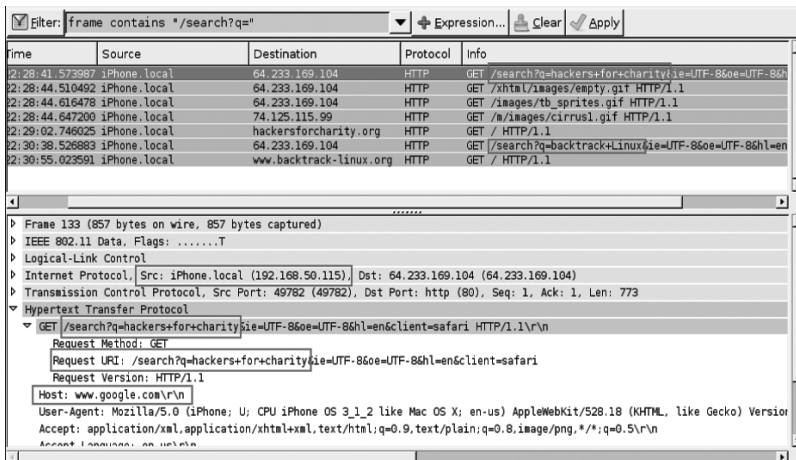 Filter: frame contains "/search?q=" Expression... Clear Apply
Time Source Destination Protocol Info
22:28:41.573987 iPhone.local 64.233.169.104 HTTP GET /search?q=hackers+for+charity&ie=UTF-8&oe=UTF-8&h
22:28:44.510492 iPhone.local 64.233.169.104 HTTP GET /xhtml/images/empty.gif HTTP/1.1
22:28:44.616478 iPhone.local 64.233.169.104 HTTP GET /images/tb_sprites.gif HTTP/1.1
22:28:44.647200 iPhone.local 74.125.115.99 HTTP GET /m/images/cirrus1.gif HTTP/1.1
22:29:02.746025 iPhone.local hackersforcharity.org HTTP GET / HTTP/1.1
22:30:38.526883 iPhone.local 64.233.169.104 HTTP GET /search?q=backtrack+Linux&ie=UTF-8&oe=UTF-8&hl=en
22:30:55.023591 iPhone.local www.backtrack-linux.org HTTP GET / HTTP/1.1
Frame 133 (857 bytes on wire, 857 bytes captured)
IEEE 802.11 Data, Flags: .......T
Logical-Link Control
Internet Protocol, Src: iPhone.local (192.168.50.115), Dst: 64.233.169.104 (64.233.169.104)
Transmission Control Protocol, Src Port: 49782 (49782), Dst Port: http (80), Seq: 1, Ack: 1, Len: 773
Hypertext Transfer Protocol
GET /search?q=hackers+for+charity&ie=UTF-8&oe=UTF-8&hl=en&client=safari HTTP/1.1\r\n
Request Method: GET
Request URI: /search?q=hackers+for+charity&ie=UTF-8&oe=UTF-8&hl=en&client=safari
Request Version: HTTP/1.1
Host: www.google.com\r\n
User-Agent: Mozilla/5.0 (iPhone; U; CPU iPhone OS 3_1_2 like Mac OS X; en-us) AppleWebKit/528.18 (KHTML, like Gecko) Version
Accept: application/xml,application/xhtml+xml,text/html;q=0.9,text/plain;q=0.8,image/png,*/*;q=0.5\r\n
Accept-Language: en-us\r\n